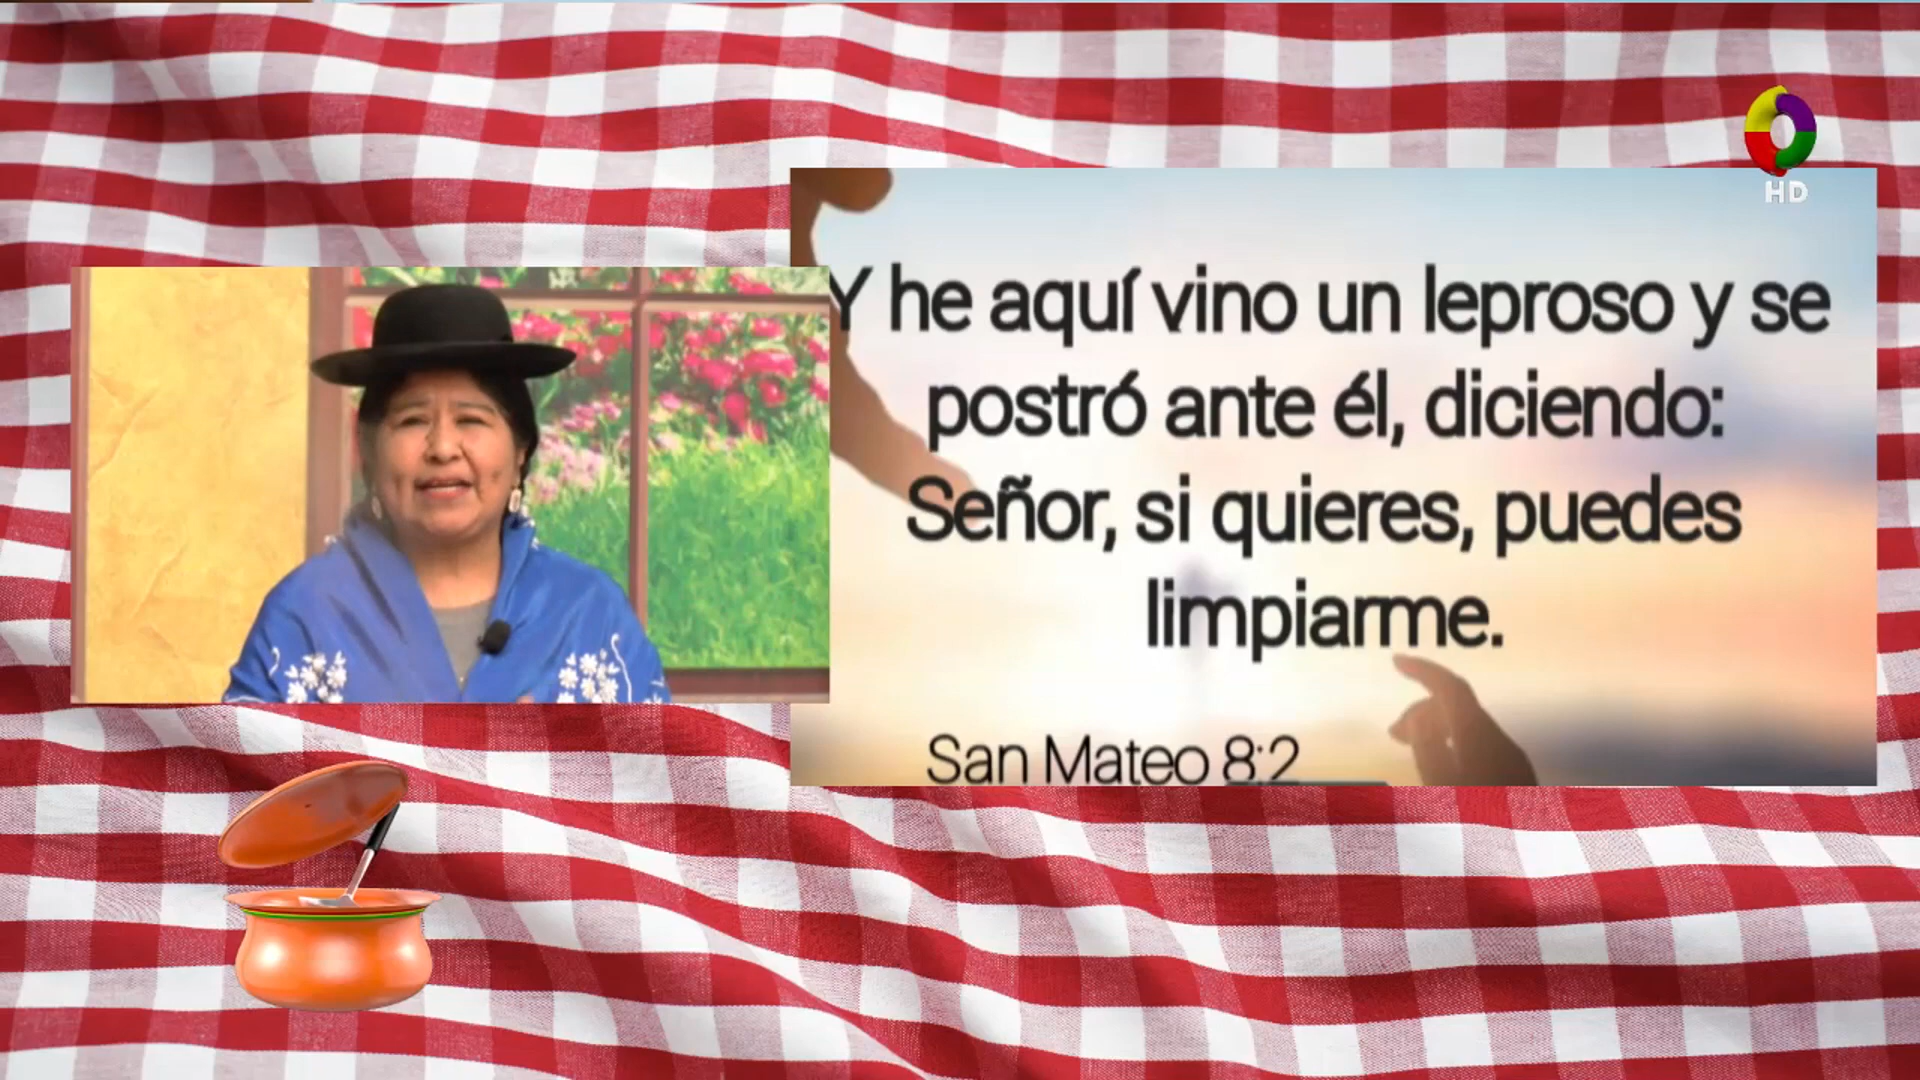 HD
Y he aquí vino un leproso y se
postró ante él, diciendo:
Señor, si quieres, puedes
limpiarme.
San Mateo 8:2